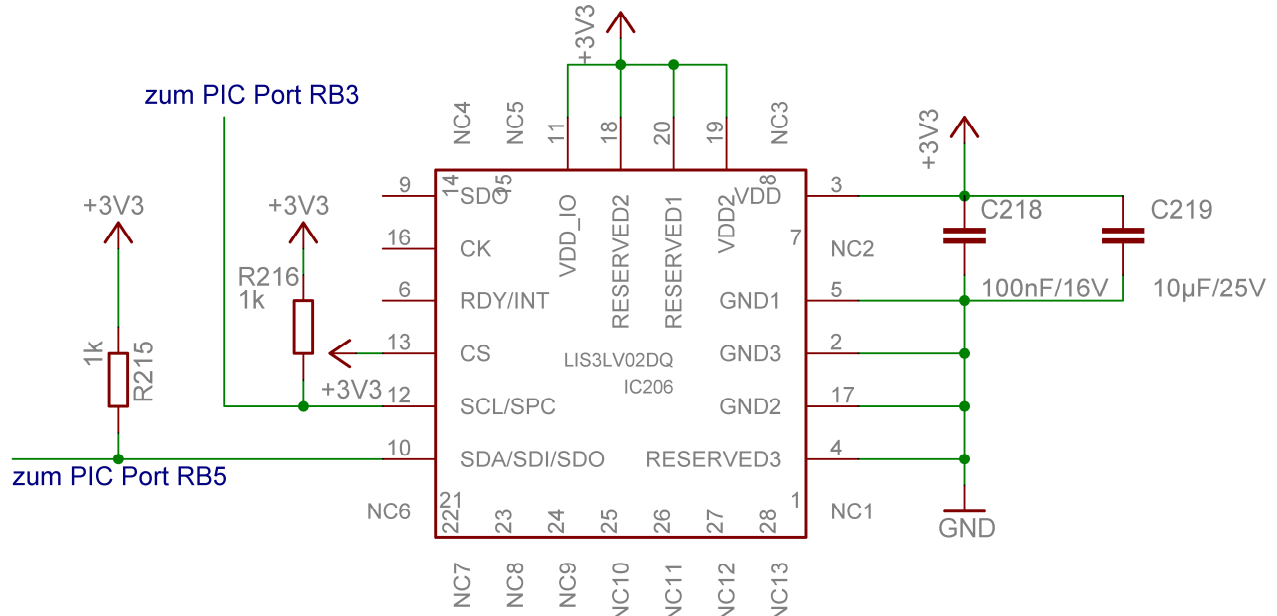 +3V3
zum PIC Port RB3
NC4
NC5
11
18
20
19
NC3
+3V3
9
14
SDO
15
VDD_IO
RESERVED2
RESERVED1
VDD2
8
VDD
3
C218
C219
+3V3
+3V3
16
CK
7
NC2
R216
1k
6
RDY/INT
GND1
5
100nF/16V
10µF/25V
1k
R215
13
CS
LIS3LV02DQ
GND3
2
+3V3
IC206
12
SCL/SPC
GND2
17
10
SDA/SDI/SDO
RESERVED3
4
zum PIC Port RB5
NC6
21
22
23
24
25
26
27
28
1
NC1
GND
NC7
NC8
NC9
NC10
NC11
NC12
NC13